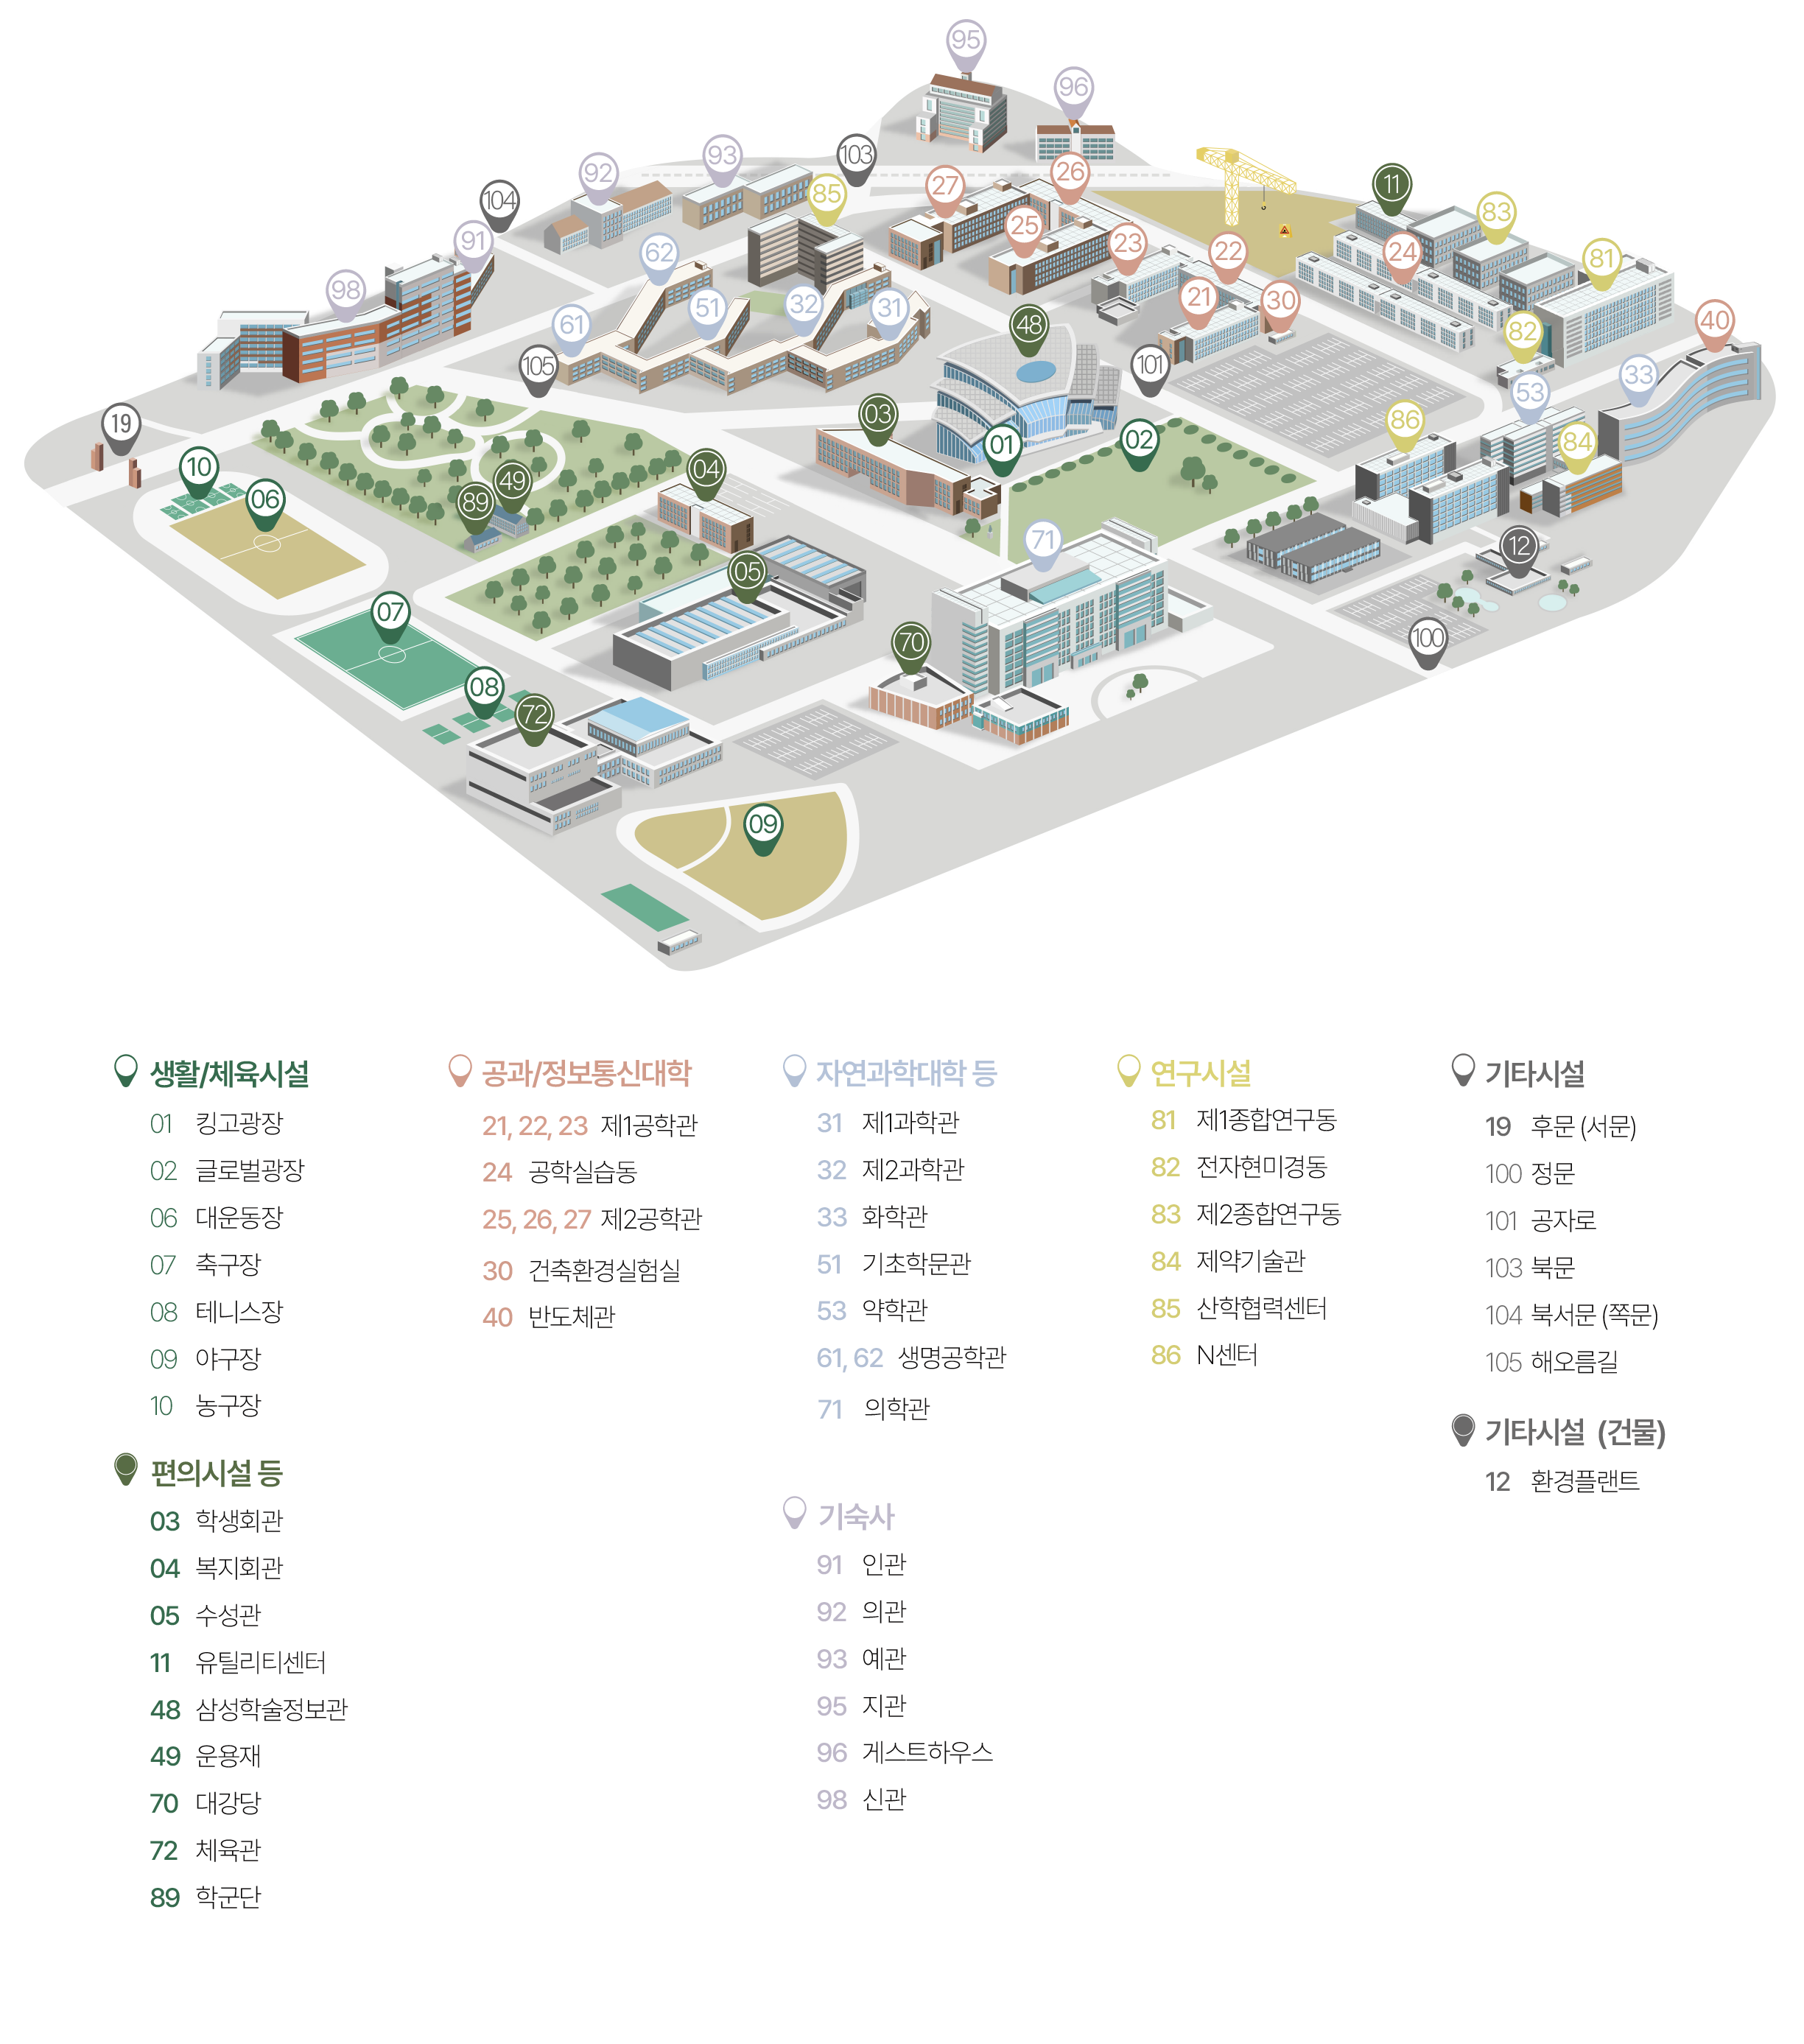 95
96
103
93
92
26
27
85
11
104
83
25
91
23
22
24
62
81
98
21
30
51
32
31
61
48
40
82
105
101
33
53
19
03
86
01
02
84
10
04
49
06
89
71
12
05
07
100
70
08
72
09
생활/체육시설
01 킹고광장
02 글로벌광장
06 대운동장
07 축구장
08 테니스장
09 야구장
10 농구장
편의시설 등
03 학생회관
04 복지회관
05 수성관
11 유틸리티센터
48 삼성학술정보관
49 운용재
70 대강당
72 체육관
89 학군단
공과/정보통신대학
21, 22, 23 제1공학관
24 공학실습동
25, 26, 27 제2공학관
30 건축환경실험실
40 반도체관
자연과학대학 등
31 제1과학관
32 제2과학관
33 화학관
51 기초학문관
53 약학관
61, 62 생명공학관
71 의학관
기숙사
91 인관
92 의관
93 예관
95 지관
96 게스트하우스
98 신관
연구시설
81 제1종합연구동
82 전자현미경동
83 제2종합연구동
84 제약기술관
85 산학협력센터
86 N센터
기타시설
19 후문 (서문)
100 정문
101 공자로
103 북문
104 북서문 (쪽문)
105 해오름길
기타시설 (건물)
12 환경플랜트